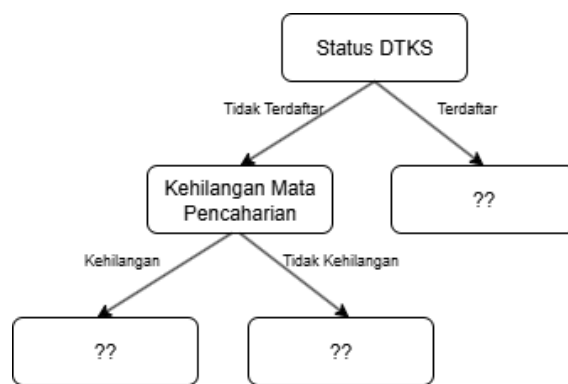 Status DTKS
Tidak Terdaftar
Terdaftar
Kehilangan Mata
Pencaharian
??
Kehilangan
Tidak Kehilangan
??
??